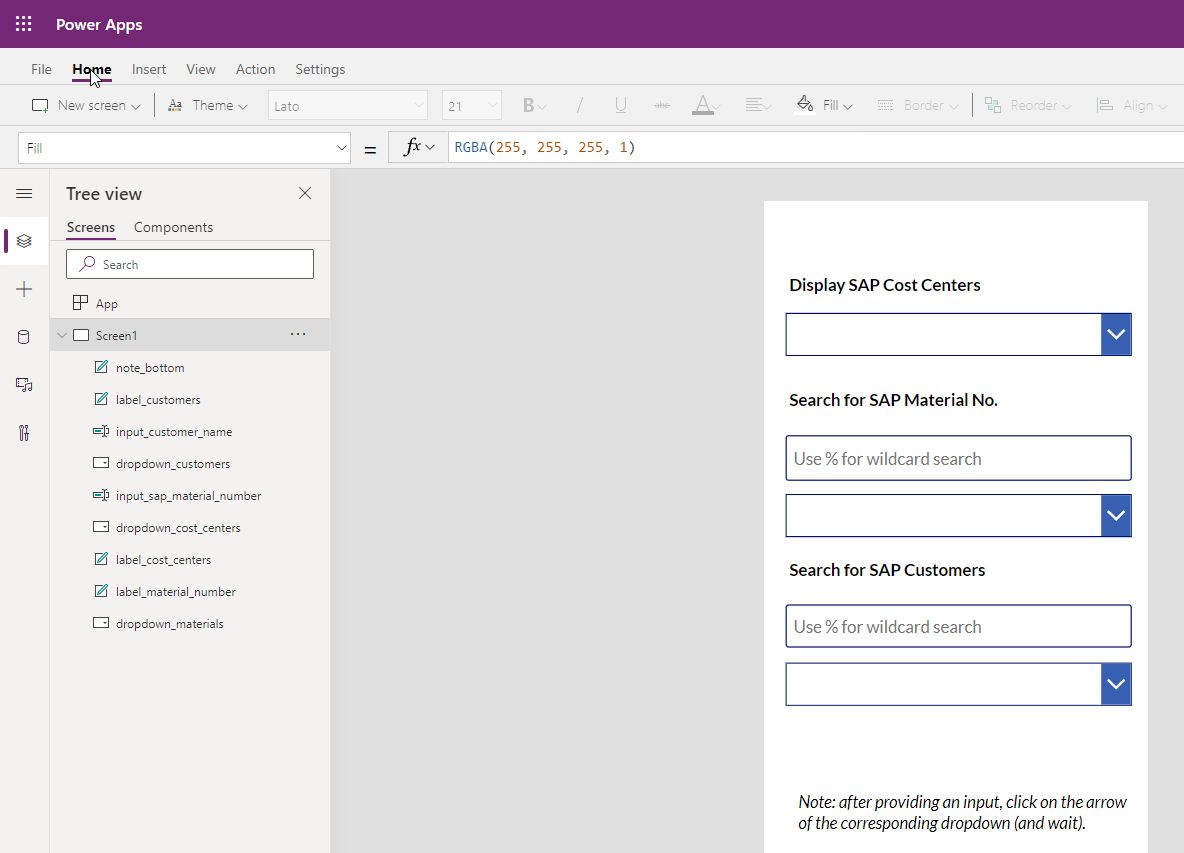 Power Apps
File Home Insert View Action Settings
New screen Theme Lato 21 B / U abc A Fill Border Reorder Align
Fill = fx RGBA(255, 255, 255, 1)
Tree view
Screens Components
Search
App
Screen1 ...
note_bottom
label_customers
input_customer_name
dropdown_customers
input_sap_material_number
dropdown_cost_centers
label_cost_centers
label_material_number
dropdown_materials
Display SAP Cost Centers
Search for SAP Material No.
Use % for wildcard search
Search for SAP Customers
Use % for wildcard search
Note: after providing an input, click on the arrow
of the corresponding dropdown (and wait).